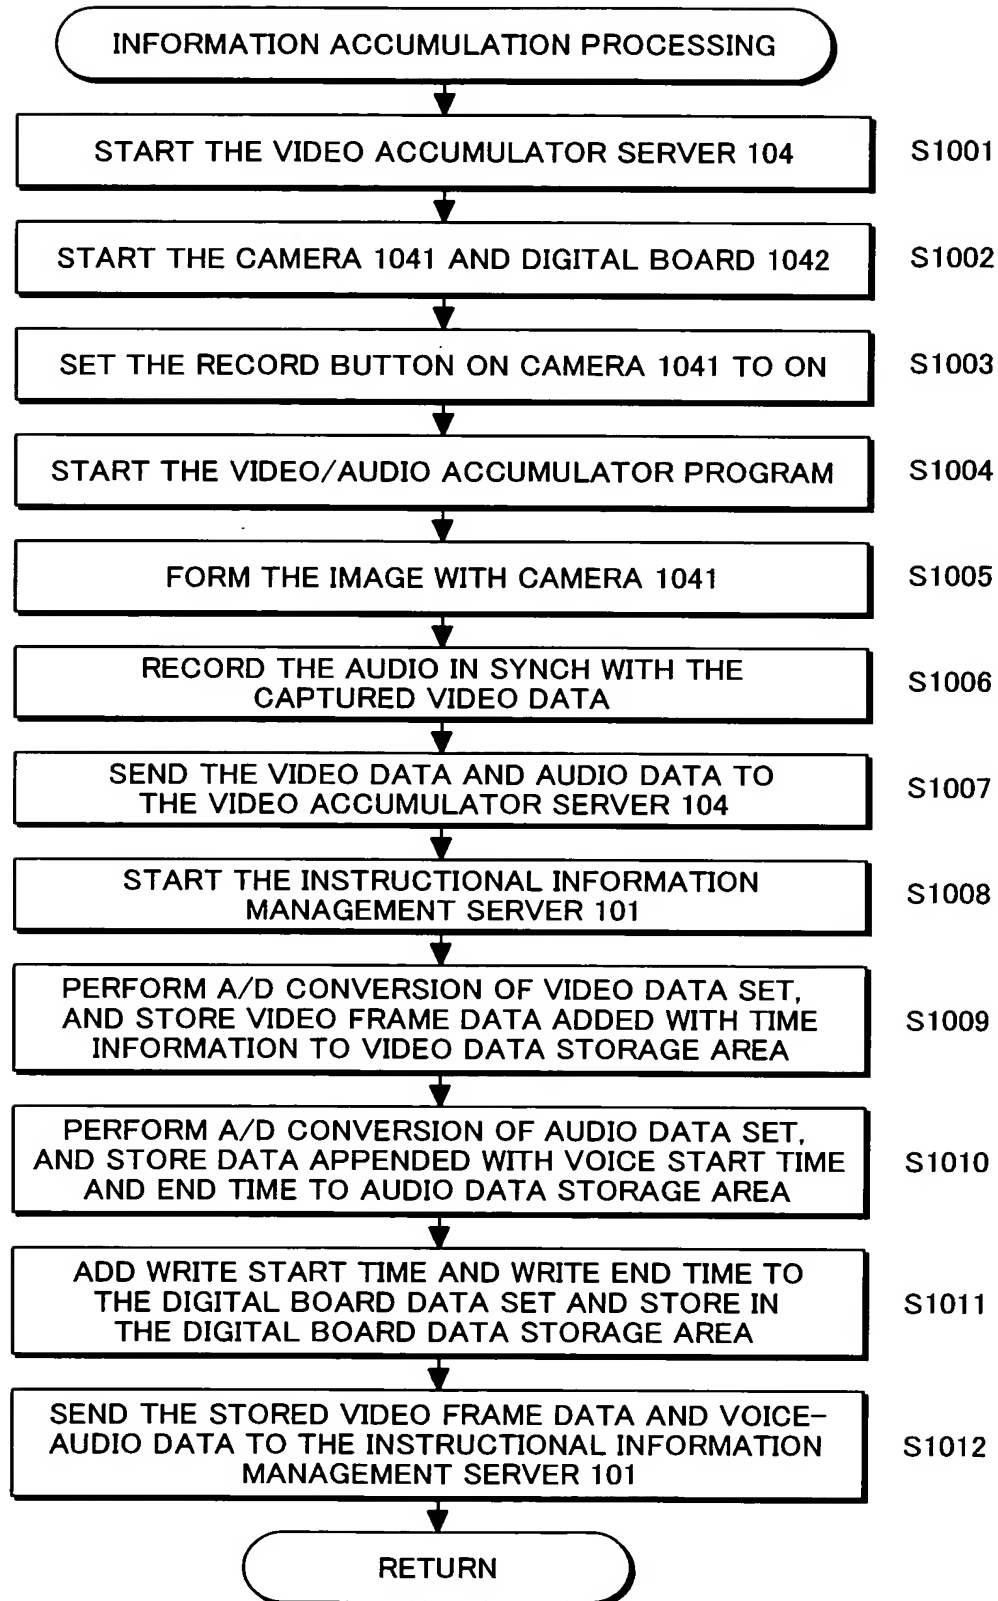 INFORMATION ACCUMULATION PROCESSING
START THE VIDEO ACCUMULATOR SERVER 104
S1001
START THE CAMERA 1041 AND DIGITAL BOARD 1042
S1002
SET THE RECORD BUTTON ON CAMERA 1041 TO ON
S1003
START THE VIDEO/AUDIO ACCUMULATOR PROGRAM
S1004
FORM THE IMAGE WITH CAMERA 1041
S1005
RECORD THE AUDIO IN SYNCH WITH THE
CAPTURED VIDEO DATA
S1006
SEND THE VIDEO DATA AND AUDIO DATA TO
THE VIDEO ACCUMULATOR SERVER 104
S1007
START THE INSTRUCTIONAL INFORMATION
MANAGEMENT SERVER 101
S1008
PERFORM A/D CONVERSION OF VIDEO DATA SET,
AND STORE VIDEO FRAME DATA ADDED WITH TIME
INFORMATION TO VIDEO DATA STORAGE AREA
S1009
PERFORM A/D CONVERSION OF AUDIO DATA SET,
AND STORE DATA APPENDED WITH VOICE START TIME
AND END TIME TO AUDIO DATA STORAGE AREA
S1010
ADD WRITE START TIME AND WRITE END TIME TO
THE DIGITAL BOARD DATA SET AND STORE IN
THE DIGITAL BOARD DATA STORAGE AREA
S1011
SEND THE STORED VIDEO FRAME DATA AND VOICE-
AUDIO DATA TO THE INSTRUCTIONAL INFORMATION
MANAGEMENT SERVER 101
S1012
RETURN